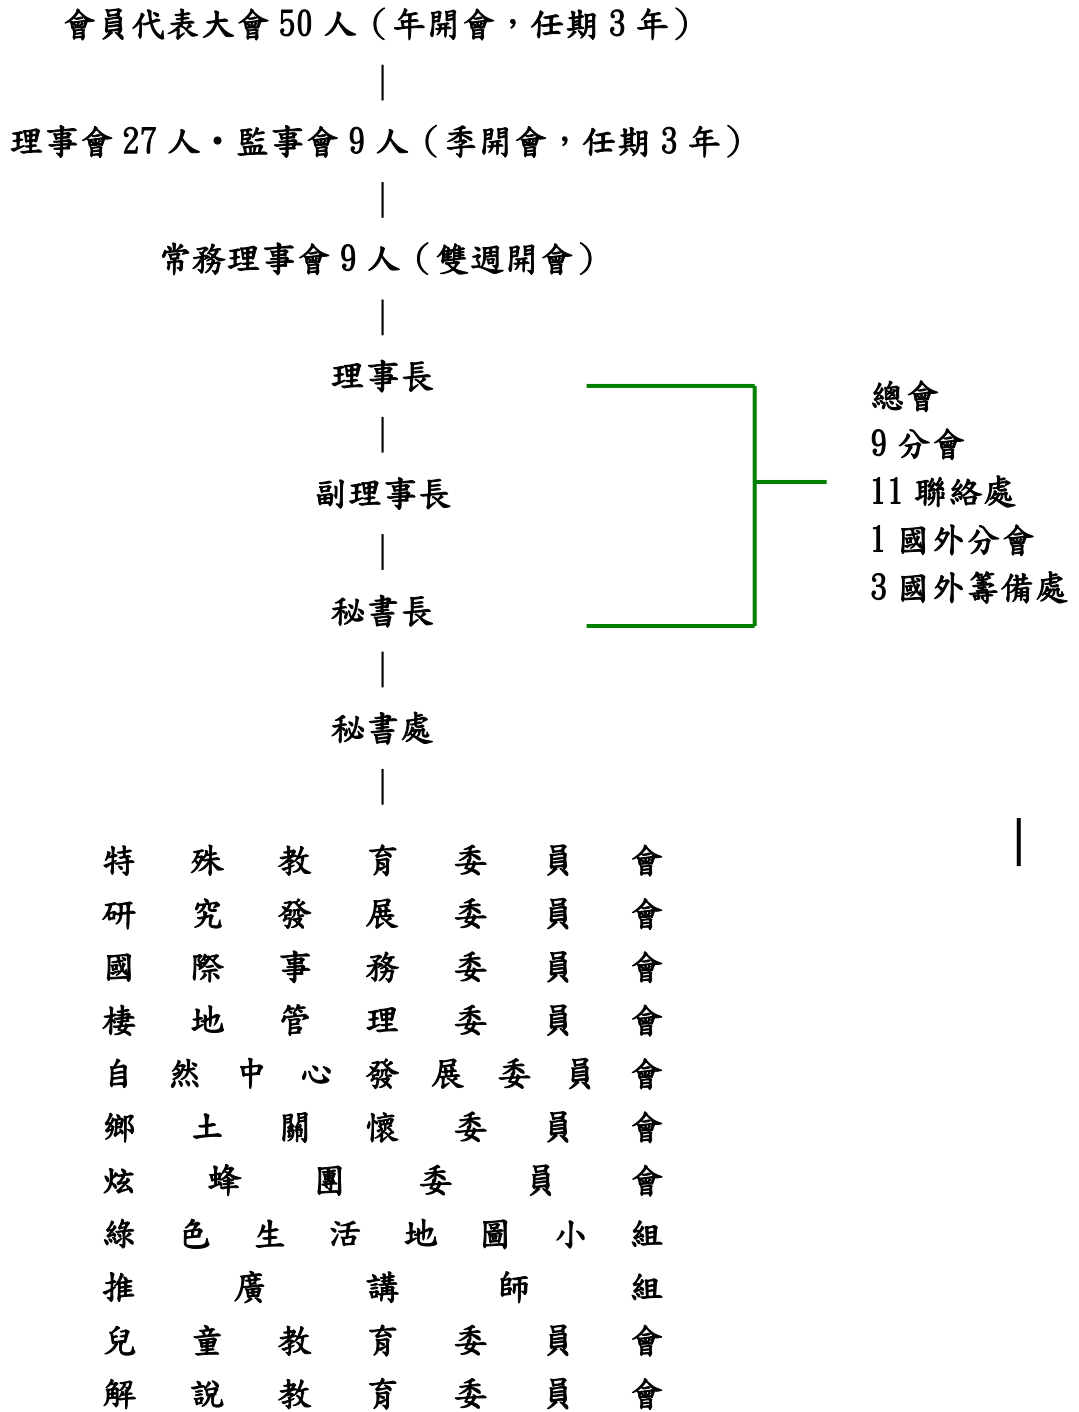 會員代表大會 50 人（年開會，任期 3 年）
理事會 27 人・監事會 9 人（季開會，任期 3 年）
常務理事會 9 人（雙週開會）
理事長
副理事長
秘書長
秘書處
總會
9 分會
11 聯絡處
1 國外分會
3 國外籌備處
特殊教育委員會
研究發展委員會
國際事務委員會
棲地管理委員會
自然中心發展委員會
鄉土關懷委員會
炫蜂團委員會
綠色生活地圖小組
推廣講師組
兒童教育委員會
解說教育委員會